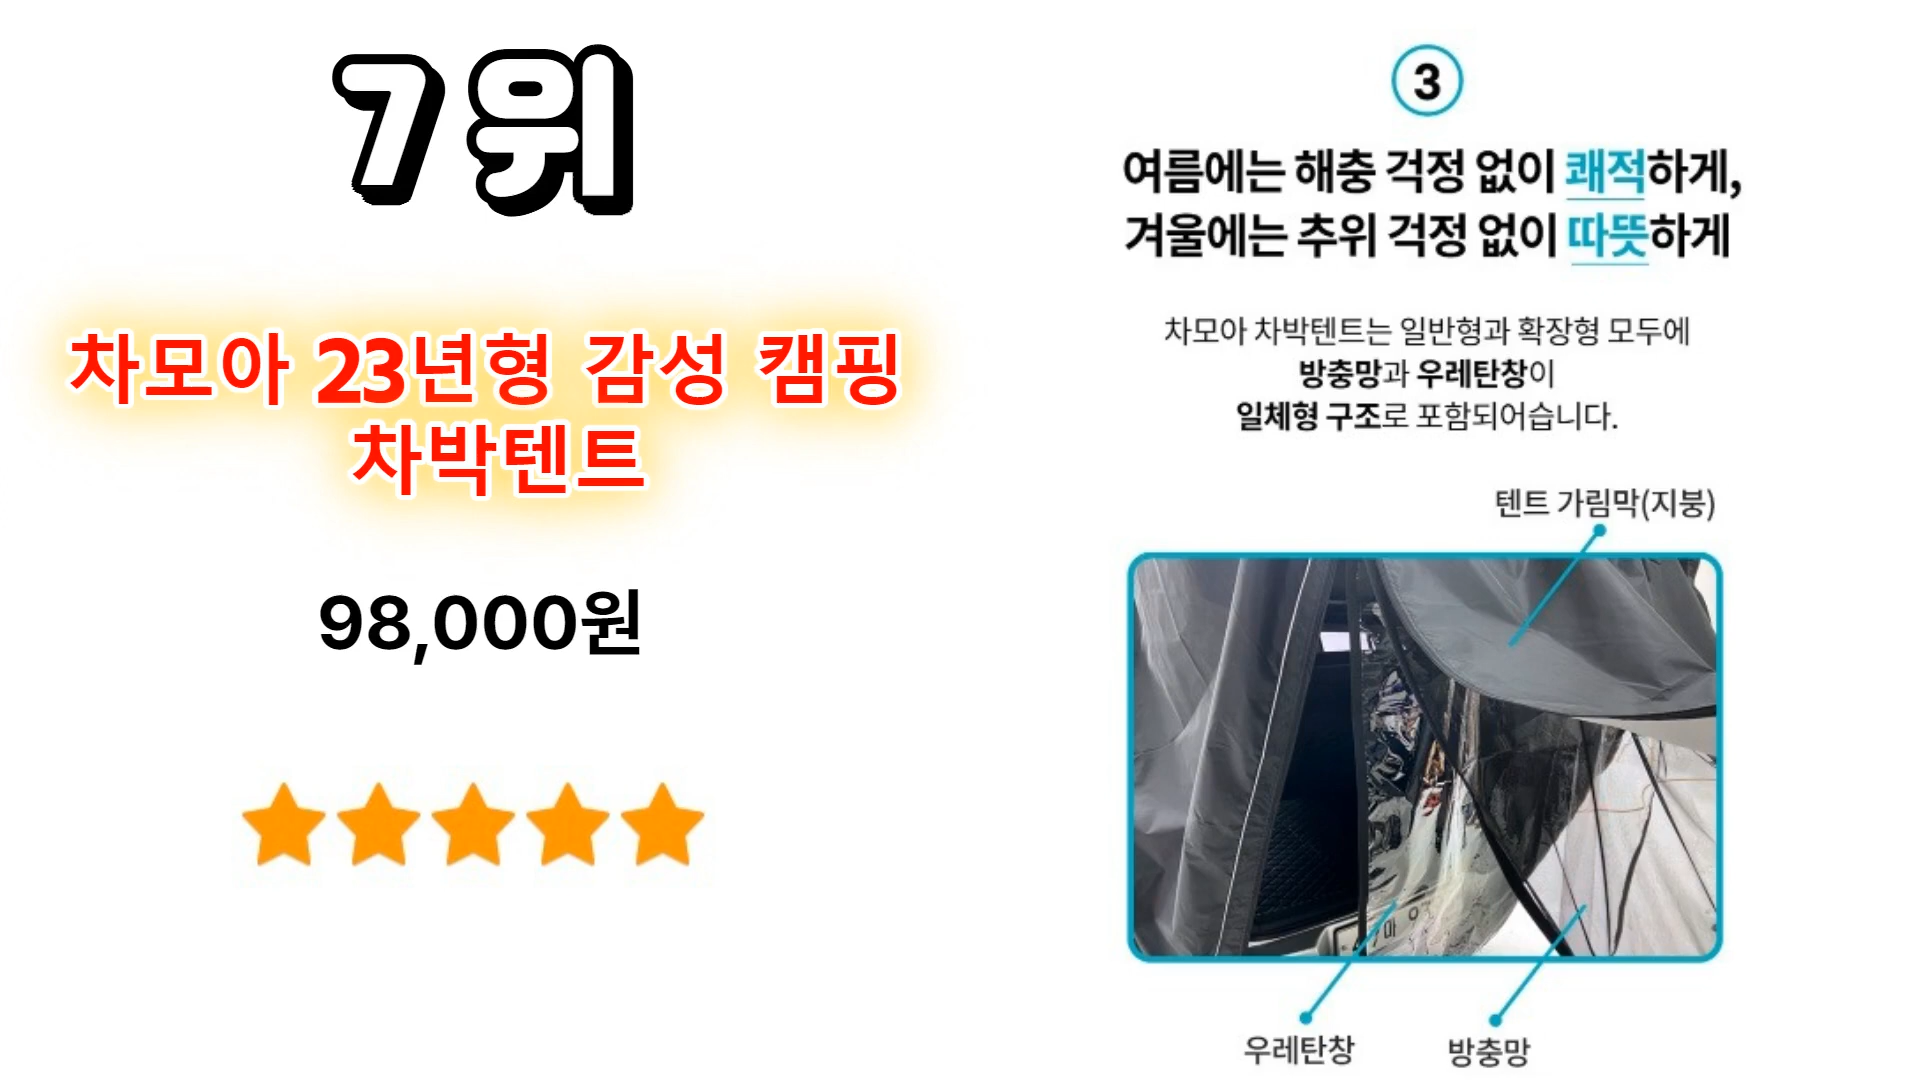 7위
차모아 23년형 감성 캠핑
차박텐트
98,000원
3
여름에는 해충 걱정 없이 쾌적하게,
겨울에는 추위 걱정 없이 따뜻하게
차모아 차박텐트는 일반형과 확장형 모두에
방충망과 우레탄창이
일체형 구조로 포함되어습니다.
텐트 가림막(지붕)
우레탄창
방충망